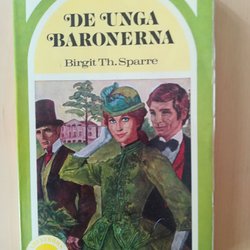 DE UNGA
BARONERNA
Birgit Th. Sparre